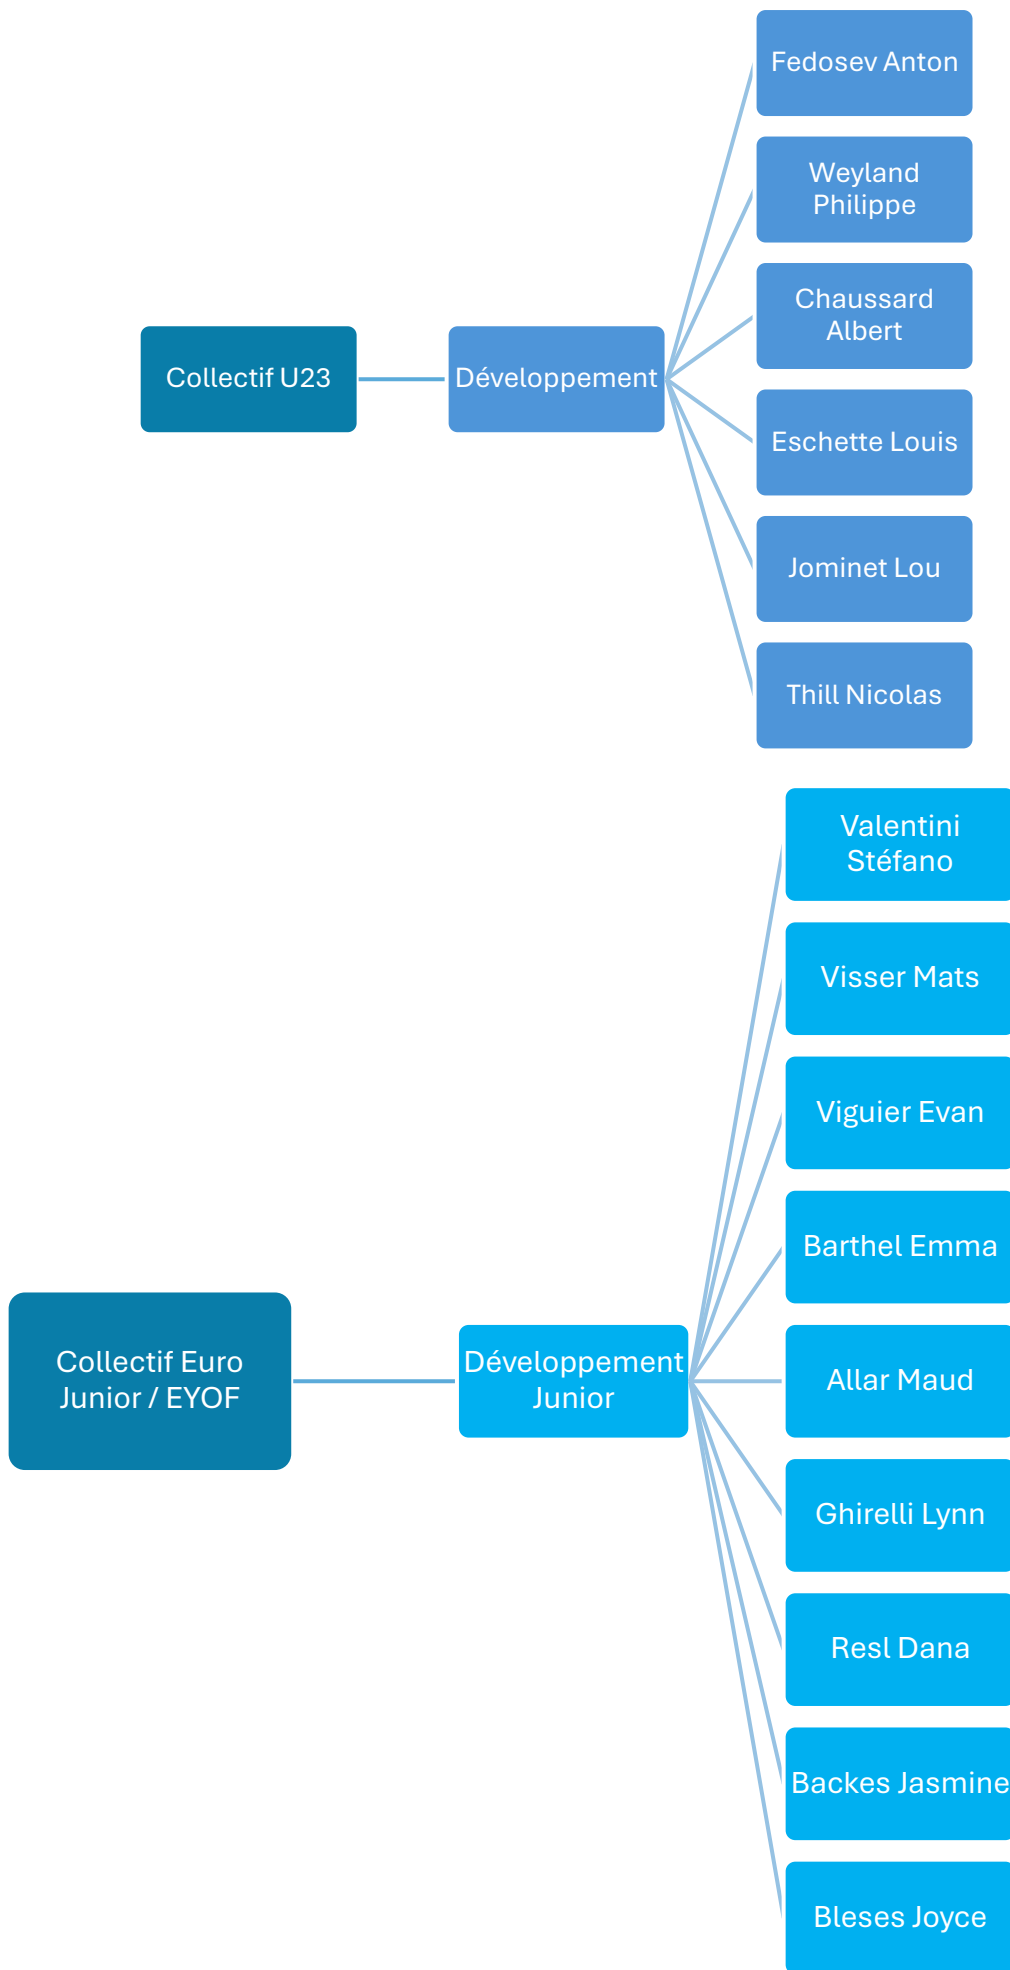 Collectif U23
Développement
Fedosev Anton
Weyland
Philippe
Chaussard
Albert
Eschette Louis
Jominet Lou
Thill Nicolas
Collectif Euro
Junior / EYOF
Développement
Junior
Valentini
Stéfano
Visser Mats
Viguier Evan
Barthel Emma
Allar Maud
Ghirelli Lynn
Resl Dana
Backes Jasmine
Bleses Joyce